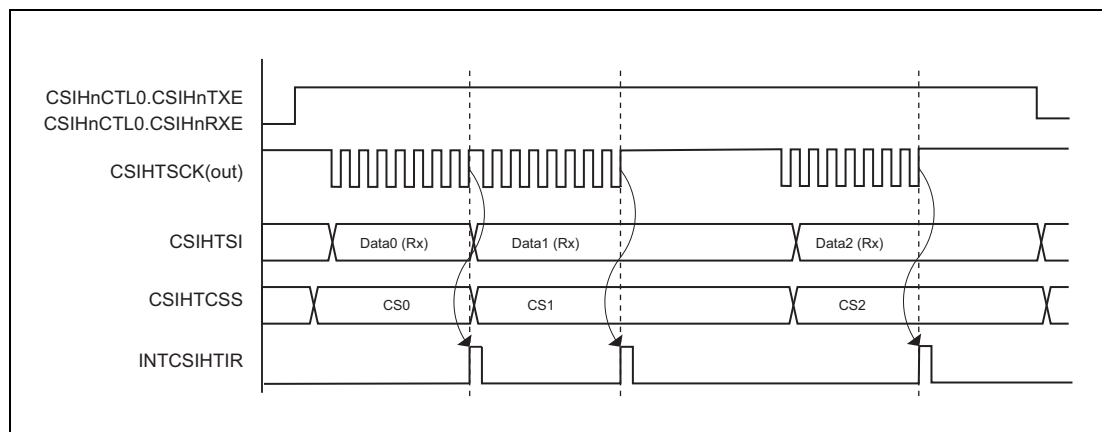 CSIHnCTL0.CSIHnTXE
CSIHnCTL0.CSIHnRXE
CSIHTSCK(out)
CSIHTSI
Data0 (Rx)
Data1 (Rx)
Data2 (Rx)
CSIHTCSS
CS0
CS1
CS2
INTCSIHTIR